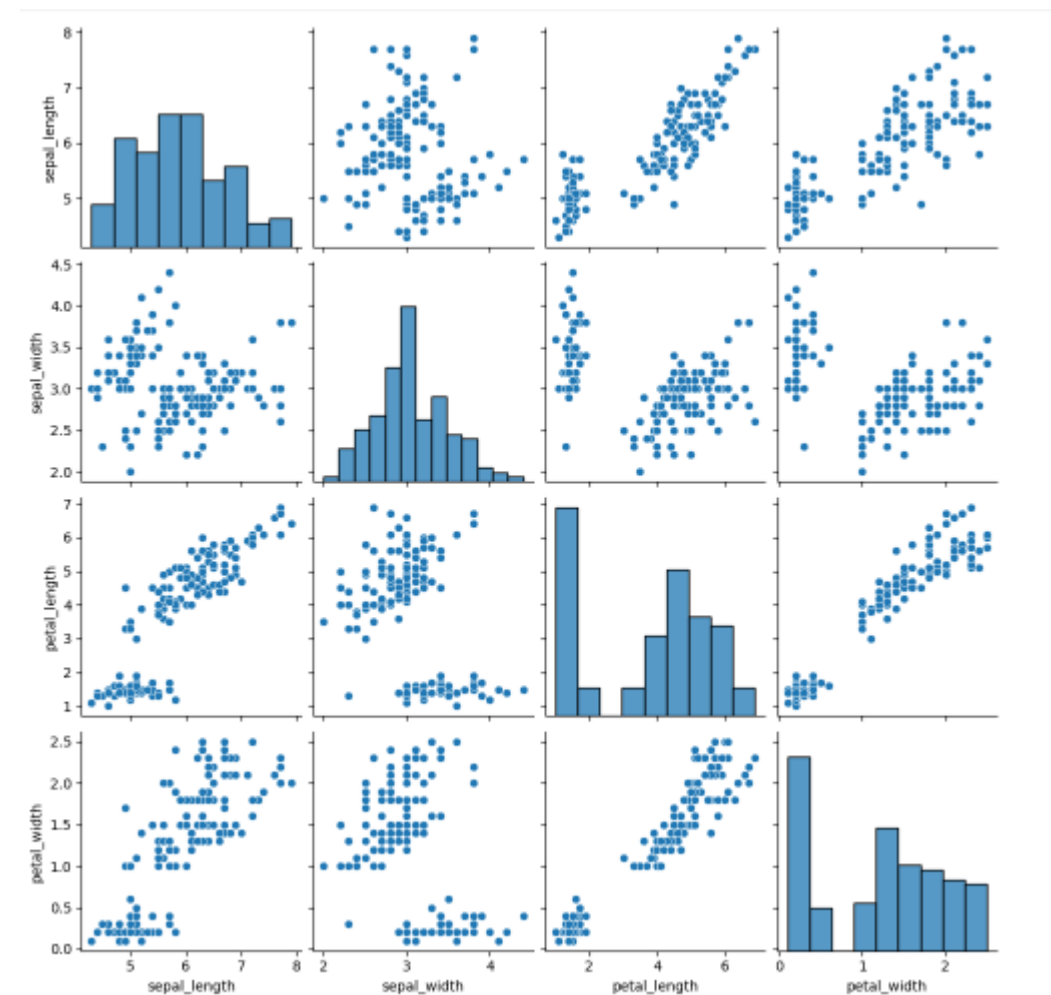 8
7
6
5
sepal_length
4.5
4.0
3.5
3.0
2.5
2.0
sepal_width
7
6
5
4
3
2
1
petal_length
2.5
2.0
1.5
1.0
0.5
0.0
petal_width
5 6 7 8
sepal_length
2 3 4
sepal_width
2 4 6
petal_length
0 1 2
petal_width